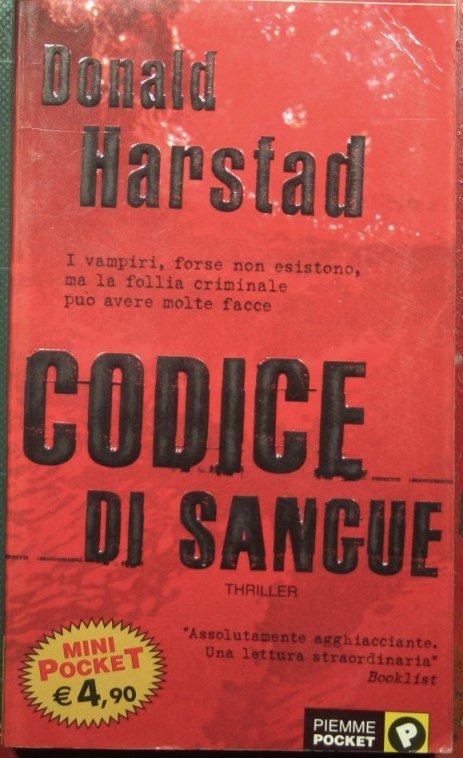 Donald
Harstad
I vampiri, forse non esistono,
ma la follia criminale
può avere molte facce
CODICE
DI SANGUE
THRILLER
"Assolutamente agghiacciante.
Una lettura straordinaria"
Booklist
MINI
POCKET
€ 4,90
PIEMME
POCKET
P